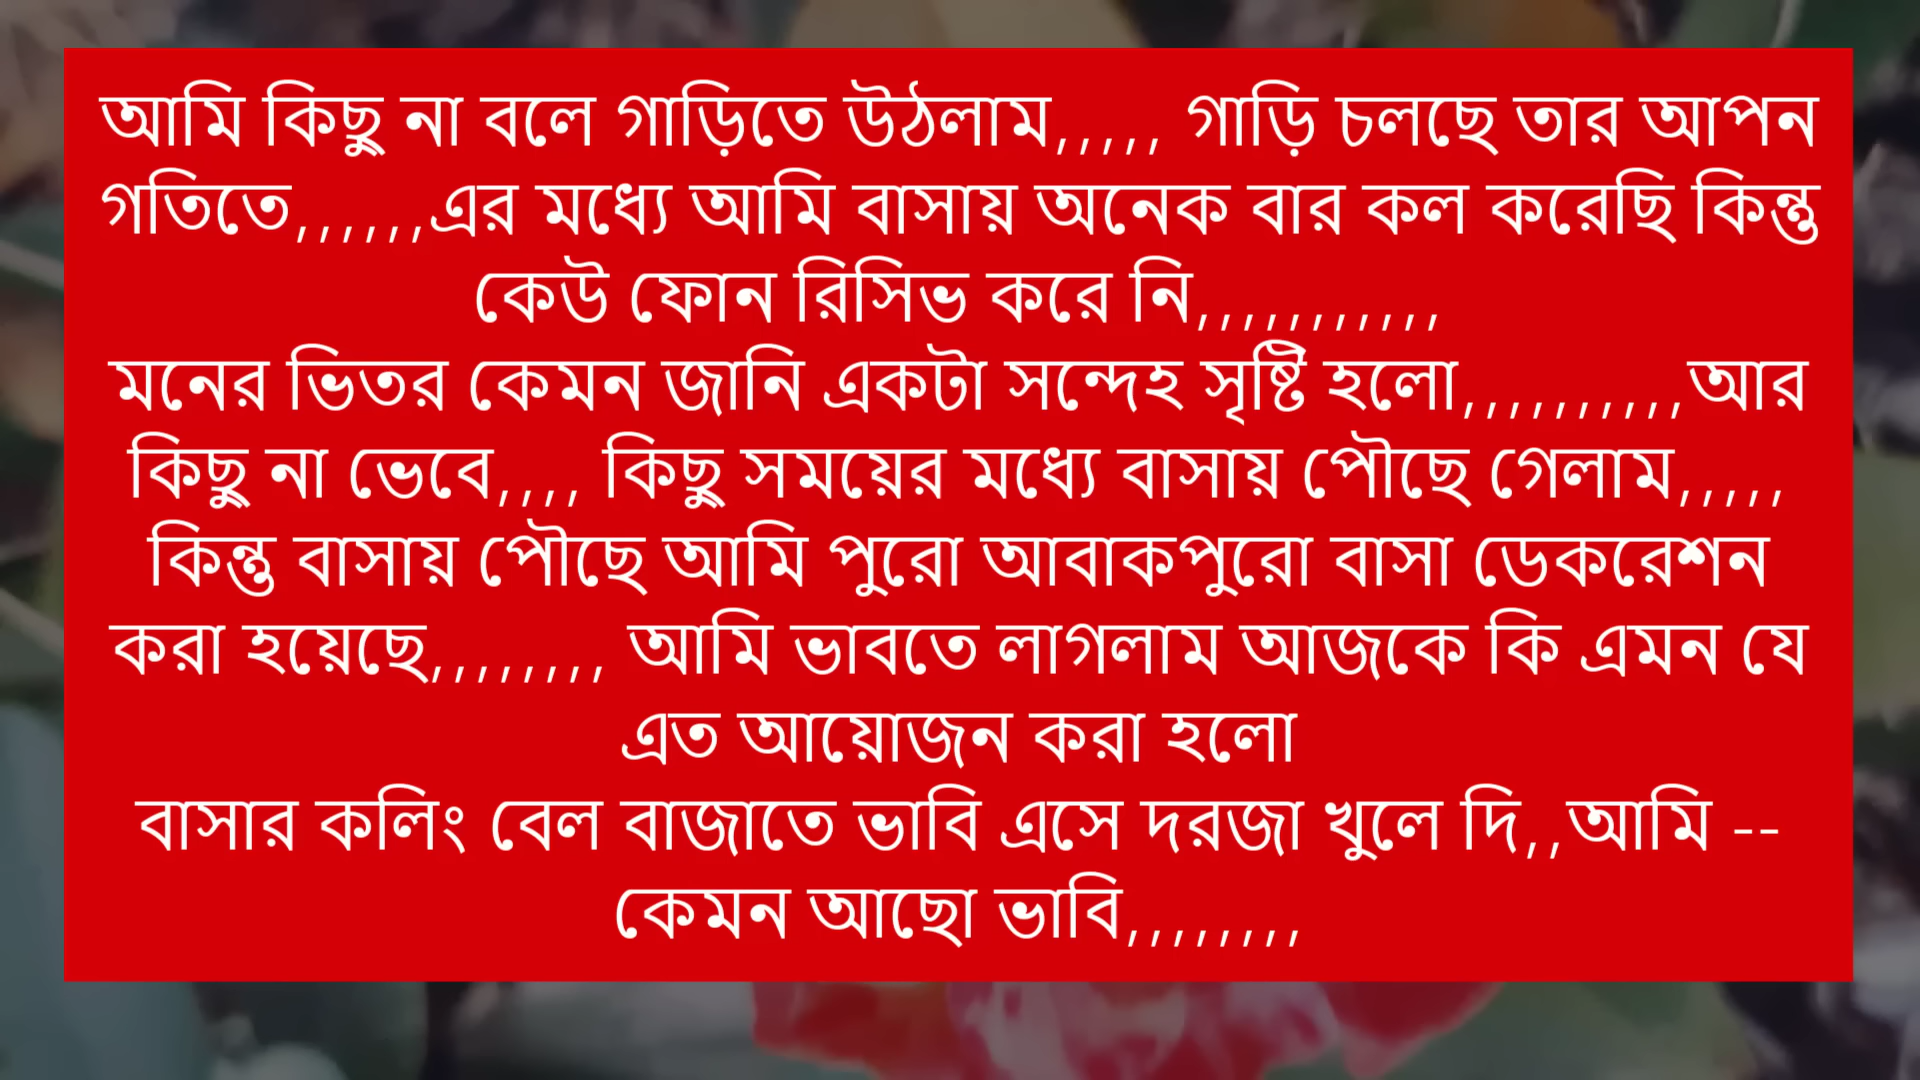 আমি কিছু না বলে গাড়িতে উঠলাম,,,,, গাড়ি চলছে তার আপন
গতিতে,,,,,,এর মধ্যে আমি বাসায় অনেক বার কল করেছি কিন্তু
কেউ ফোন রিসিভ করে নি,,,,,,,,,,,
মনের ভিতর কেমন জানি একটা সন্দেহ সৃষ্টি হলো,,,,,,,,,,আর
কিছু না ভেবে,,,, কিছু সময়ের মধ্যে বাসায় পৌছে গেলাম,,,,,
কিন্তু বাসায় পৌছে আমি পুরো আবাকপুরো বাসা ডেকরেশন
করা হয়েছে,,,,,,,, আমি ভাবতে লাগলাম আজকে কি এমন যে
এত আয়োজন করা হলো
বাসার কলিং বেল বাজাতে ভাবি এসে দরজা খুলে দি,,আমি --
কেমন আছো ভাবি,,,,,,,,